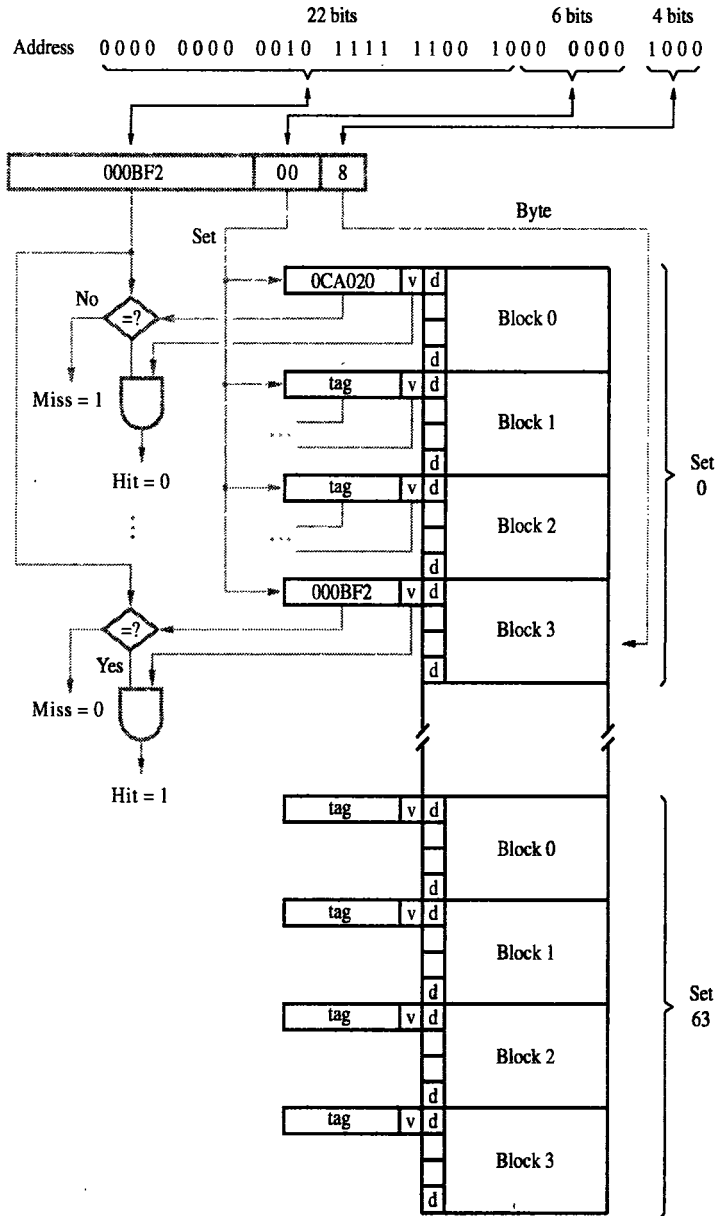 22 bits 6 bits 4 bits
Address 0000 0000 0010 1111 1100 1000 0000 1000
000BF2 00 8
Byte
Set
0CA020 v d
No
=?
Block 0
d
Miss = 1
tag v d
Block 1
...
d
Hit = 0
Set
0
tag v d
Block 2
...
d
000BF2 v d
=?
Block 3
Yes
d
Miss = 0
Hit = 1
tag v d
Block 0
d
tag v d
Block 1
d
Set
63
tag v d
Block 2
d
tag v d
Block 3
d